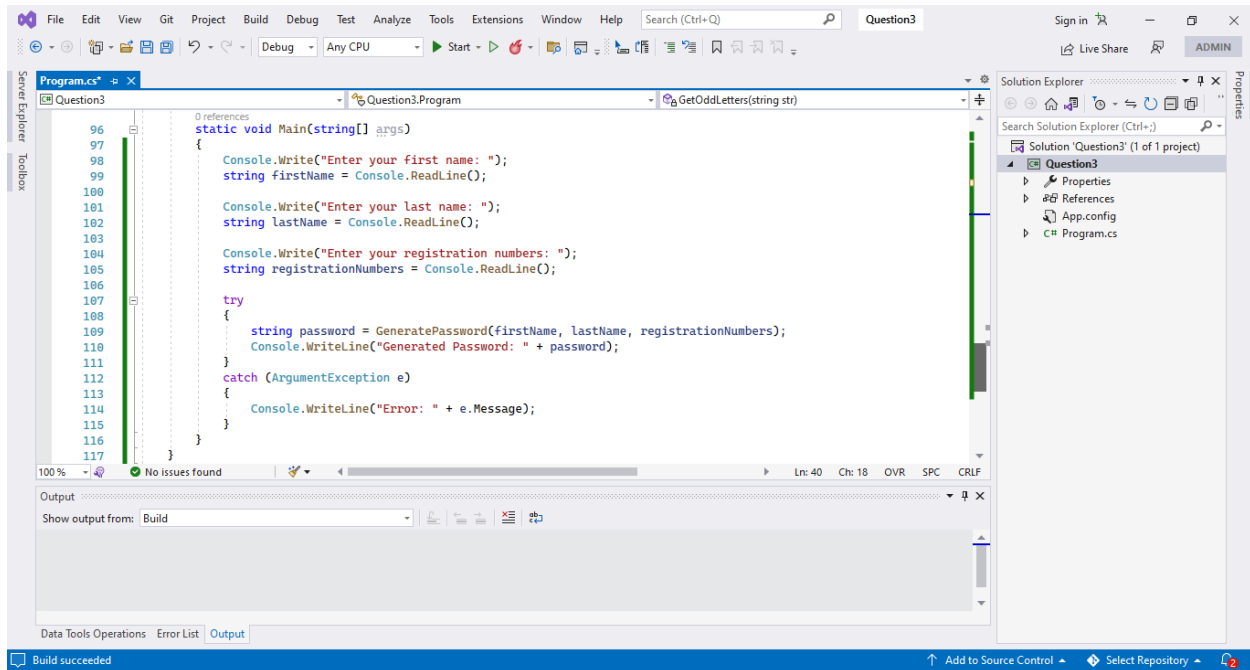 File Edit View Git Project Build Debug Test Analyze Tools Extensions Window Help Search (Ctrl+Q) Question3 Sign in
Debug Any CPU Start Live Share ADMIN
Server Explorer
Toolbox
Program.cs*
Question3 Question3.Program GetOddLetters(string str)
0 references
96 static void Main(string[] args)
97 {
98 Console.Write("Enter your first name: ");
99 string firstName = Console.ReadLine();
100
101 Console.Write("Enter your last name: ");
102 string lastName = Console.ReadLine();
103
104 Console.Write("Enter your registration numbers: ");
105 string registrationNumbers = Console.ReadLine();
106
107 try
108 {
109 string password = GeneratePassword(firstName, lastName, registrationNumbers);
110 Console.WriteLine("Generated Password: " + password);
111 }
112 catch (ArgumentException e)
113 {
114 Console.WriteLine("Error: " + e.Message);
115 }
116 }
117 }
100 % No issues found Ln: 40 Ch: 18 OVR SPC CRLF
Output
Show output from: Build
Data Tools Operations Error List Output
Solution Explorer
Search Solution Explorer (Ctrl+;)
Solution 'Question3' (1 of 1 project)
C# Question3
Properties
References
App.config
C# Program.cs
Properties
Build succeeded Add to Source Control Select Repository 2